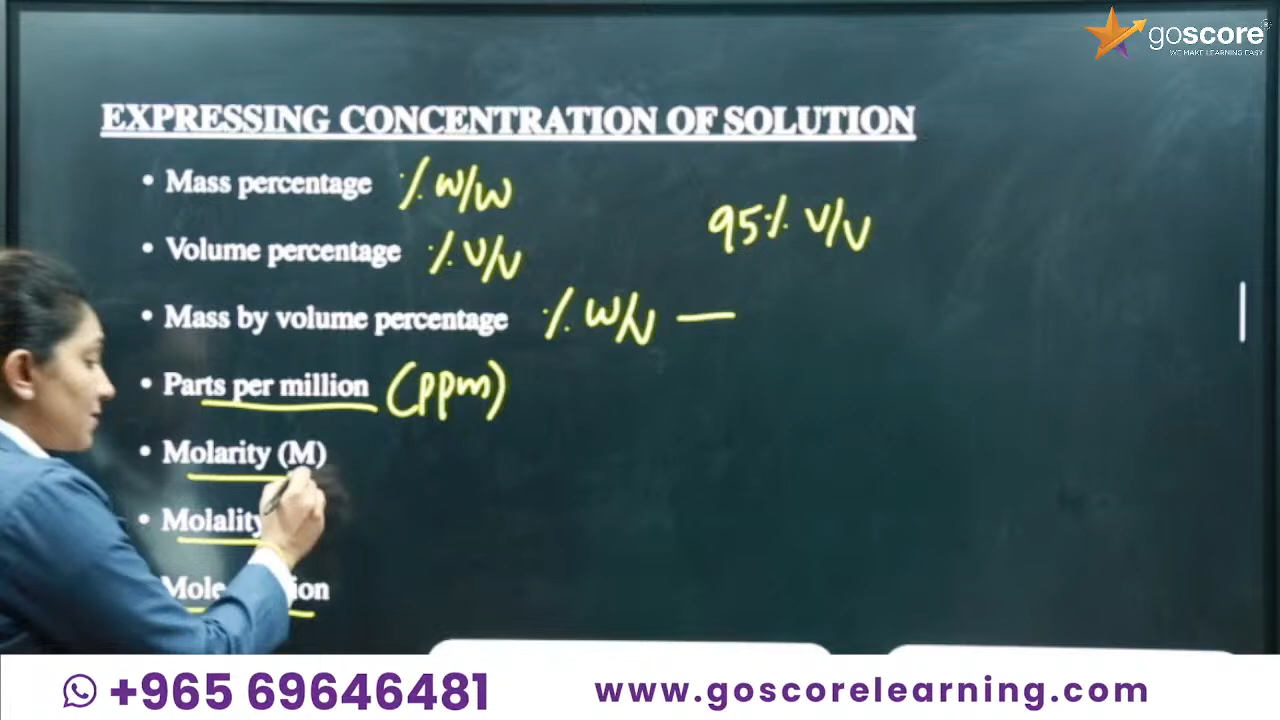 goscore
WE MAKE LEARNING EASY
EXPRESSING CONCENTRATION OF SOLUTION
• Mass percentage % w/w
95% v/v
• Volume percentage % v/v
• Mass by volume percentage % w/v —
• Parts per million (ppm)
• Molarity (M)
• Molality
Mole
+965 69646481
www.goscorelearning.com